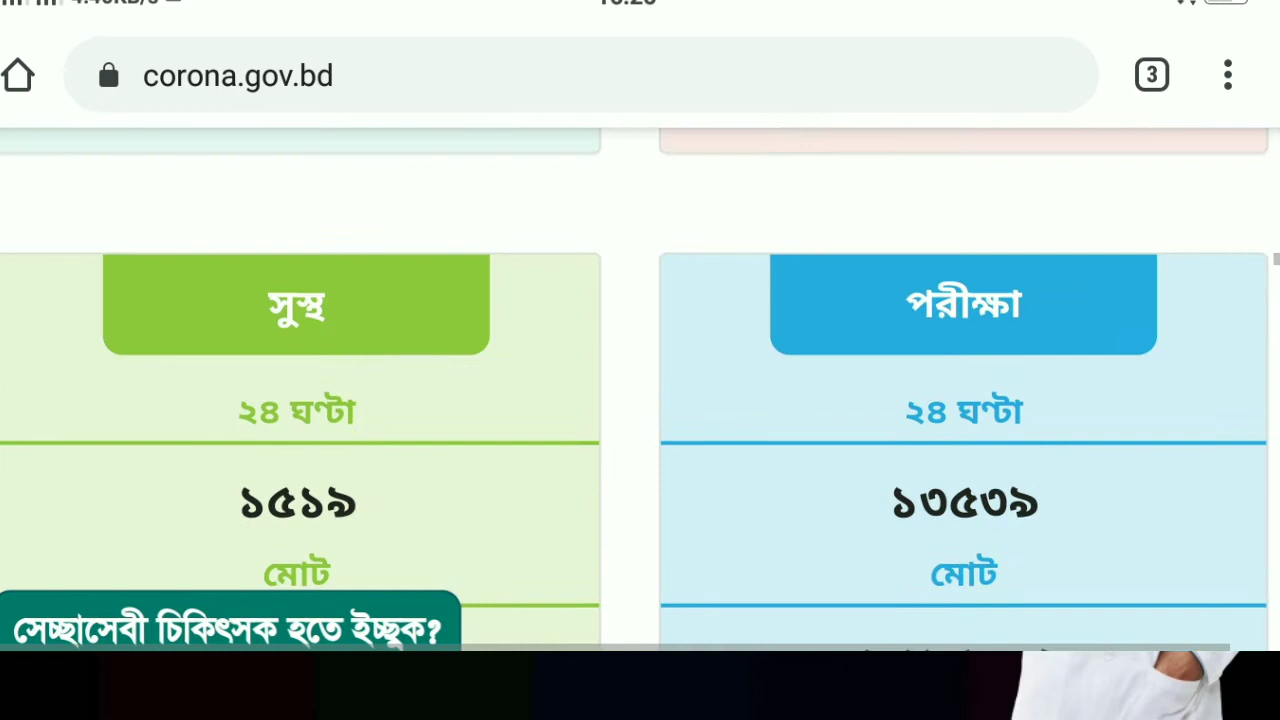 corona.gov.bd
3
সুস্থ
২৪ ঘণ্টা
১৫১৯
মোট
পরীক্ষা
২৪ ঘণ্টা
১৩৫৩৯
মোট
সেচ্ছাসেবী চিকিৎসক হতে ইচ্ছুক?